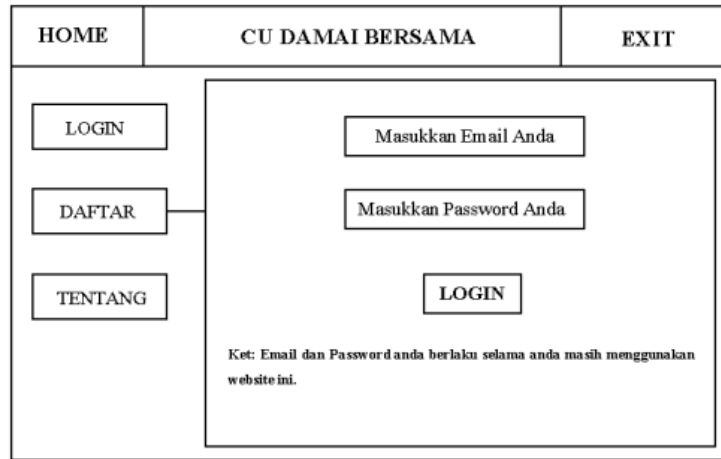 HOME
CU DAMAI BERSAMA
EXIT
LOGIN
DAFTAR
TENTANG
Masukkan Email Anda
Masukkan Password Anda
LOGIN
Ket: Email dan Password anda berlaku selama anda masih menggunakan
website ini.